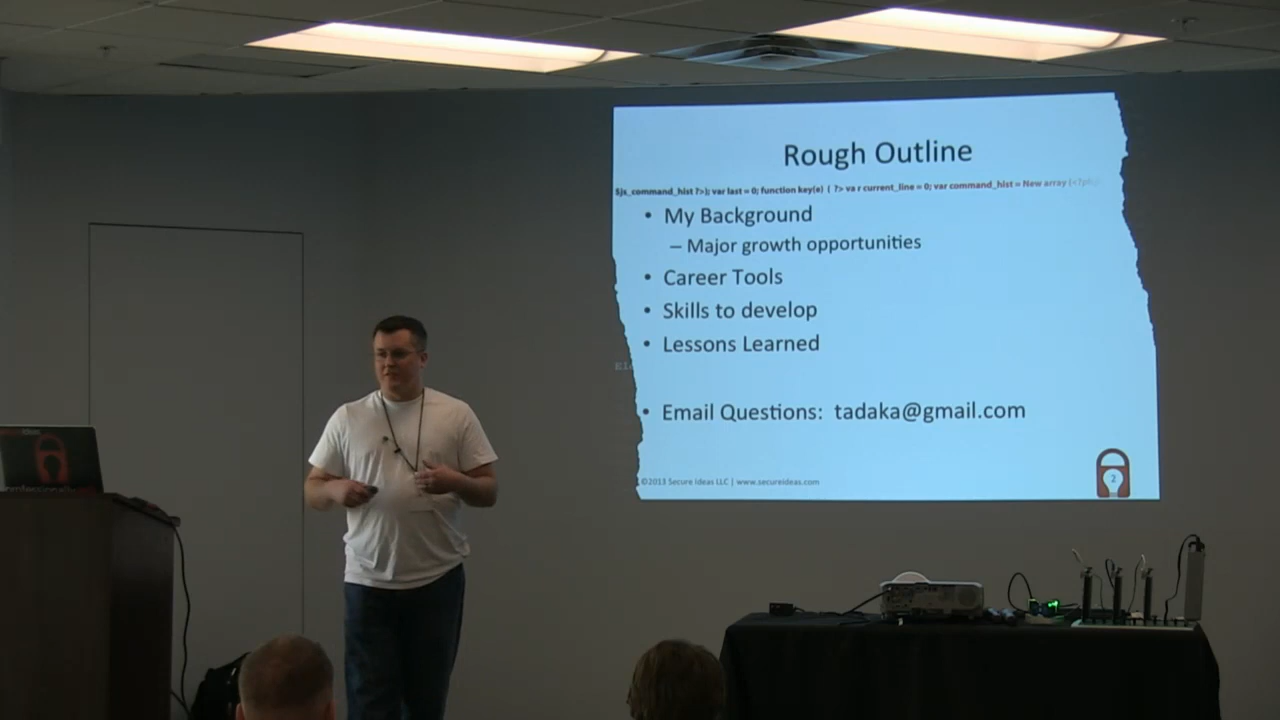 Rough Outline
$js_command_hist ?>); var last = 0; function key(e) { ?> va r current_line = 0; var command_hist = New array (<?php
• My Background
– Major growth opportunities
• Career Tools
• Skills to develop
• Lessons Learned
• Email Questions: tadaka@gmail.com
©2013 Secure Ideas LLC | www.secureideas.com
2